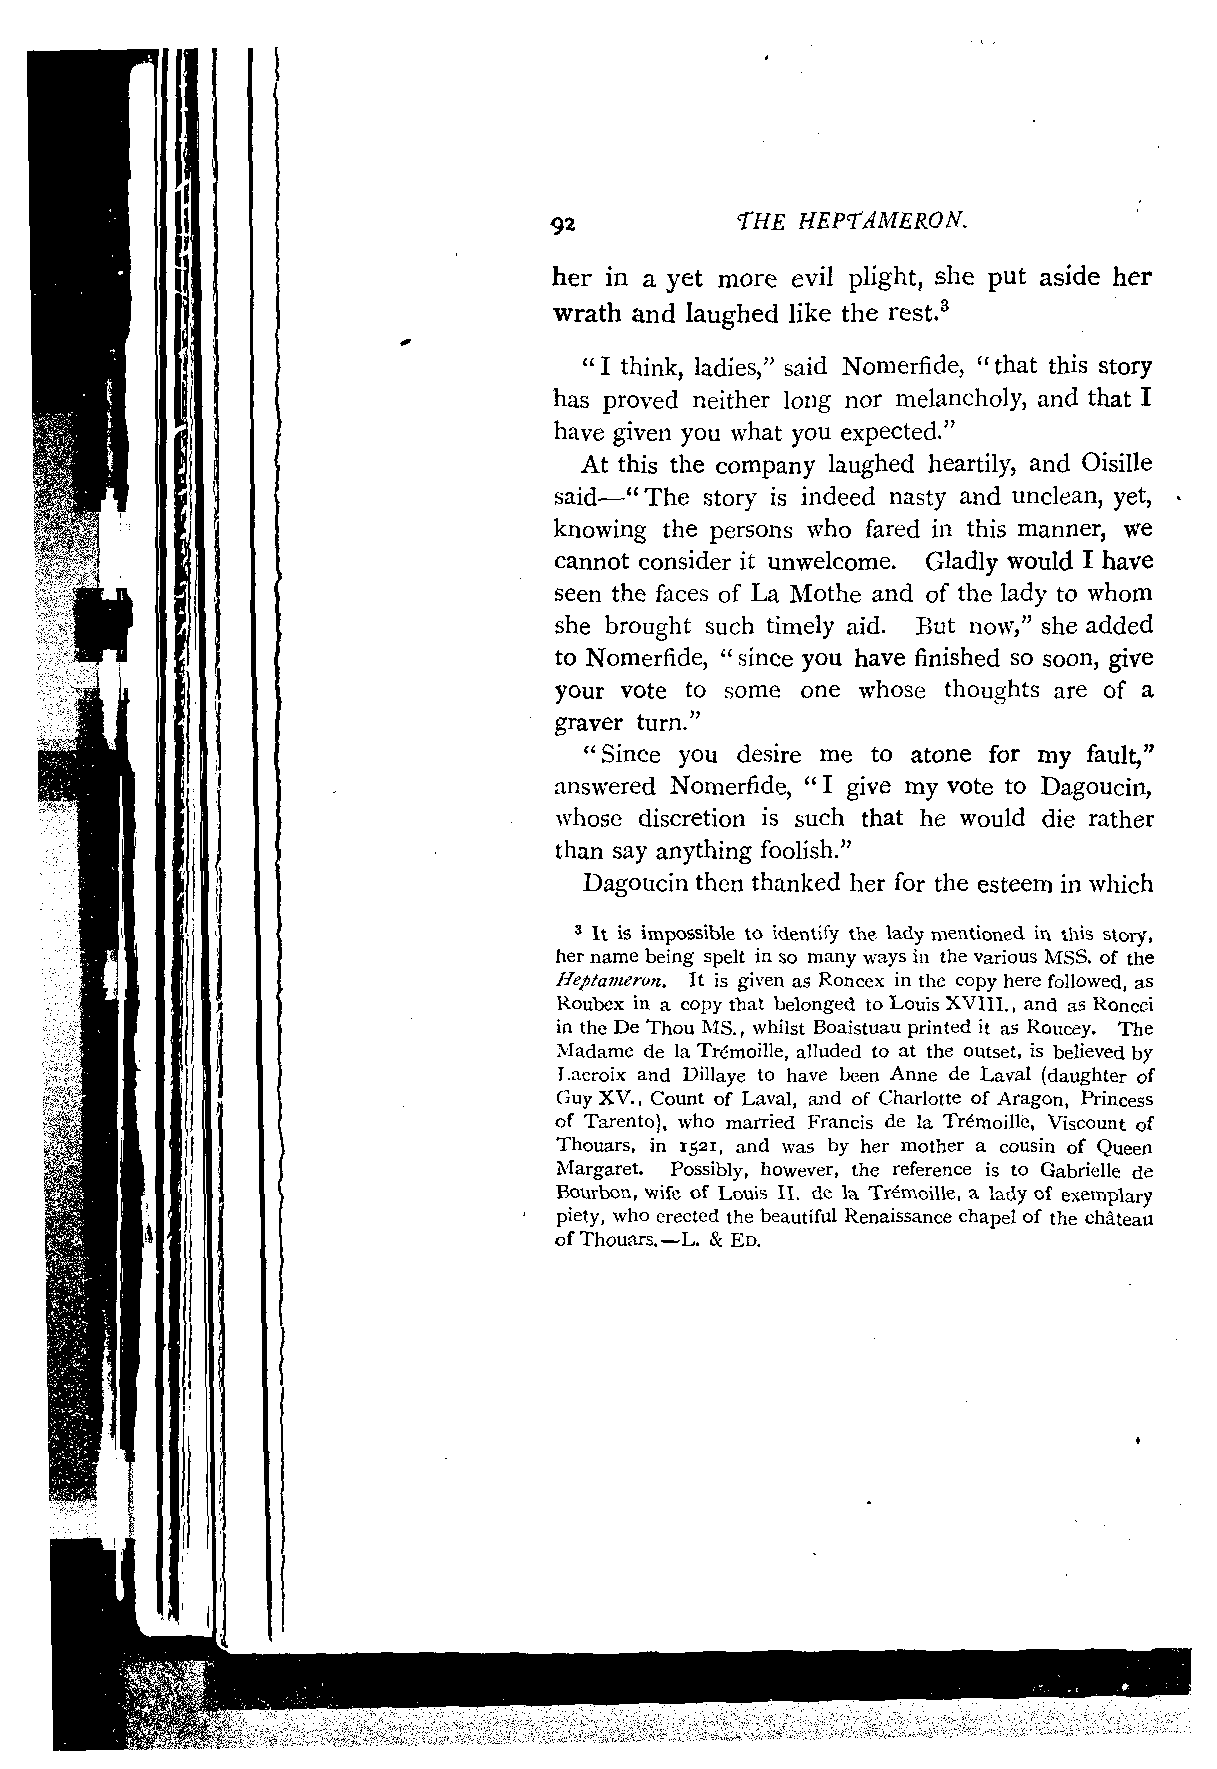 92 THE HEPTAMERON.
her in a yet more evil plight, she put aside her
wrath and laughed like the rest.³
“I think, ladies,” said Nomerfide, “that this story
has proved neither long nor melancholy, and that I
have given you what you expected.”
At this the company laughed heartily, and Oisille
said—“The story is indeed nasty and unclean, yet,
knowing the persons who fared in this manner, we
cannot consider it unwelcome. Gladly would I have
seen the faces of La Mothe and of the lady to whom
she brought such timely aid. But now,” she added
to Nomerfide, “since you have finished so soon, give
your vote to some one whose thoughts are of a
graver turn.”
“Since you desire me to atone for my fault,”
answered Nomerfide, “I give my vote to Dagoucin,
whose discretion is such that he would die rather
than say anything foolish.”
Dagoucin then thanked her for the esteem in which
³ It is impossible to identify the lady mentioned in this story,
her name being spelt in so many ways in the various MSS. of the
Heptameron. It is given as Roncex in the copy here followed, as
Roubex in a copy that belonged to Louis XVIII., and as Roncci
in the De Thou MS., whilst Boaistuau printed it as Roucey. The
Madame de la Trémoille, alluded to at the outset, is believed by
Lacroix and Dillaye to have been Anne de Laval (daughter of
Guy XV., Count of Laval, and of Charlotte of Aragon, Princess
of Tarento), who married Francis de la Trémoille, Viscount of
Thouars, in 1521, and was by her mother a cousin of Queen
Margaret. Possibly, however, the reference is to Gabrielle de
Bourbon, wife of Louis II. de la Trémoille, a lady of exemplary
piety, who erected the beautiful Renaissance chapel of the château
of Thouars.—L. & ED.